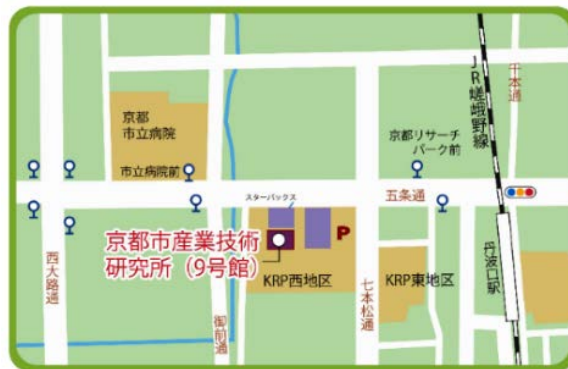 千本通
JR嵯峨野線
京都
市立病院
京都リサーチ
パーク前
市立病院前
スターバックス
五条通
京都市産業技術
研究所（9号館）
P
西大路通
御前通
KRP西地区
七本松通
KRP東地区
丹波口駅